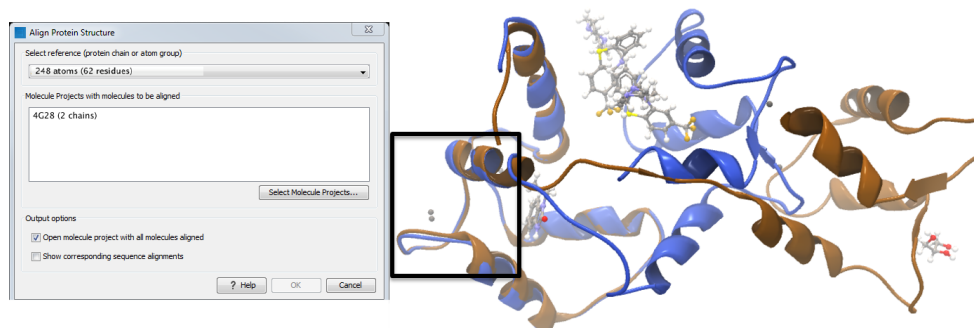 Align Protein Structure
Select reference (protein chain or atom group)
248 atoms (62 residues)
Molecule Projects with molecules to be aligned
4G28 (2 chains)
Select Molecule Projects...
Output options
Open molecule project with all molecules aligned
Show corresponding sequence alignments
? Help OK Cancel